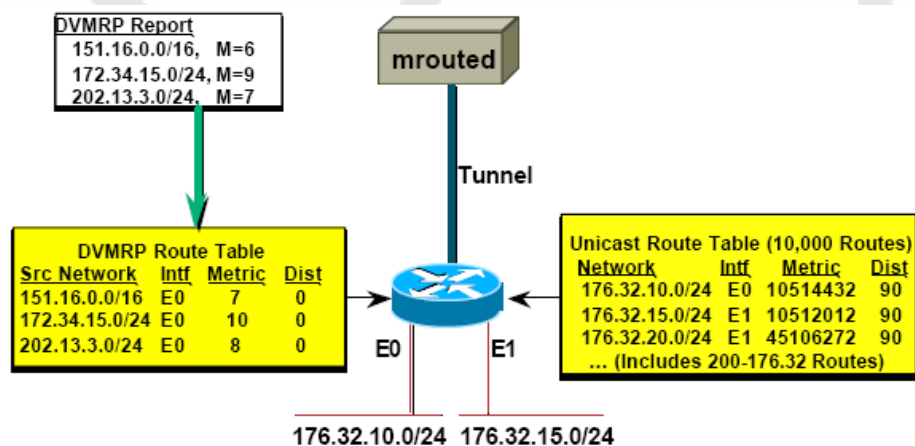 DVMRP Report
151.16.0.0/16, M=6
172.34.15.0/24, M=9
202.13.3.0/24, M=7
mrouted
Tunnel
DVMRP Route Table
Src Network Intf Metric Dist
151.16.0.0/16 E0 7 0
172.34.15.0/24 E0 10 0
202.13.3.0/24 E0 8 0
Unicast Route Table (10,000 Routes)
Network Intf Metric Dist
176.32.10.0/24 E0 10514432 90
176.32.15.0/24 E1 10512012 90
176.32.20.0/24 E1 45106272 90
... (Includes 200-176.32 Routes)
E0 E1
176.32.10.0/24 176.32.15.0/24